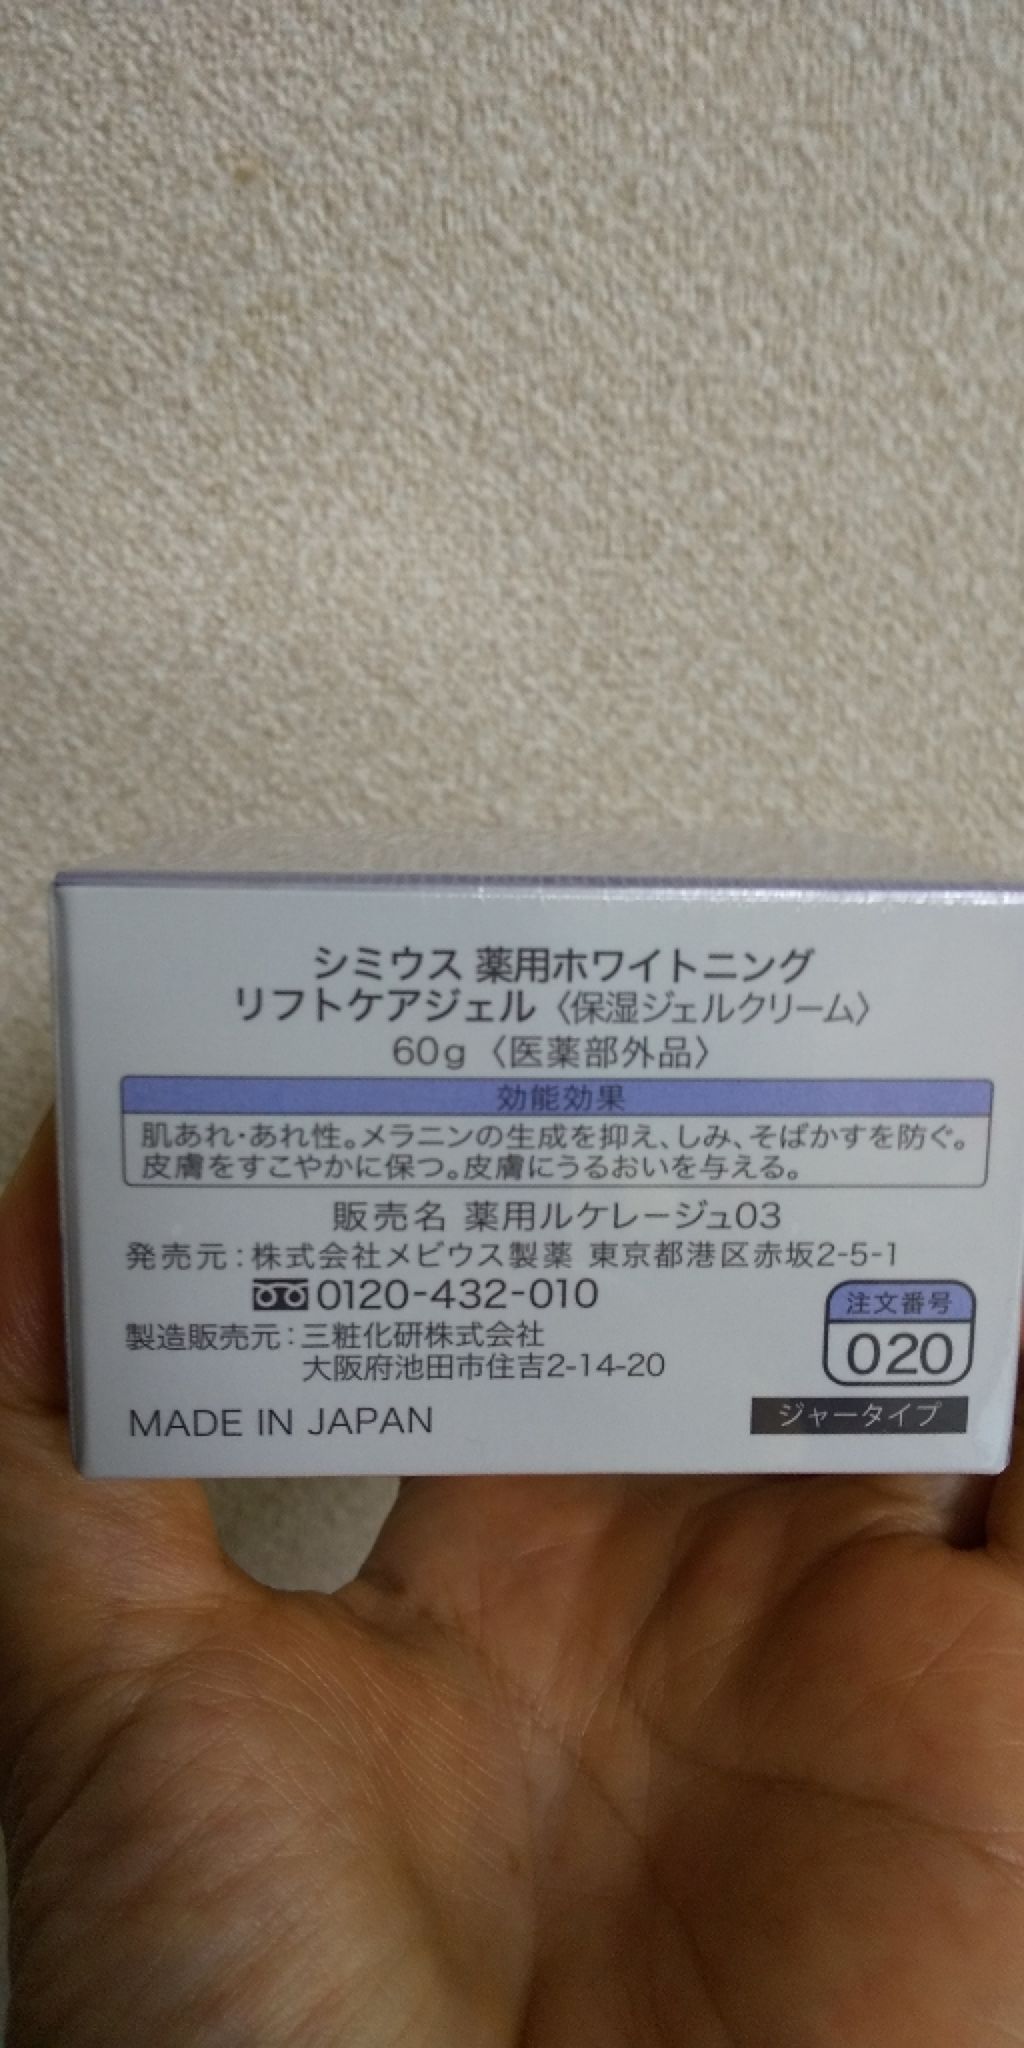 シミウス 薬用ホワイトニング
リフトケアジェル〈保湿ジェルクリーム〉
60g〈医薬部外品〉
効能効果
肌あれ・あれ性。メラニンの生成を抑え、しみ、そばかすを防ぐ。
皮膚をすこやかに保つ。皮膚にうるおいを与える。
販売名 薬用ルケレージュ03
発売元：株式会社メビウス製薬 東京都港区赤坂2-5-1
0120-432-010
製造販売元：三粧化研株式会社
大阪府池田市住吉2-14-20
注文番号
020
MADE IN JAPAN
ジャータイプ